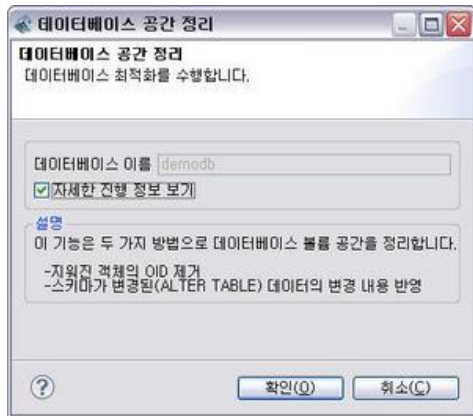 데이터베이스 공간 정리
데이터베이스 공간 정리
데이터베이스 최적화를 수행합니다.
데이터베이스 이름 demodb
자세한 진행 정보 보기
설명
이 기능은 두 가지 방법으로 데이터베이스 볼륨 공간을 정리합니다.
-지워진 객체의 OID 제거
-스키마가 변경된(ALTER TABLE) 데이터의 변경 내용 반영
?
확인(O) 취소(C)